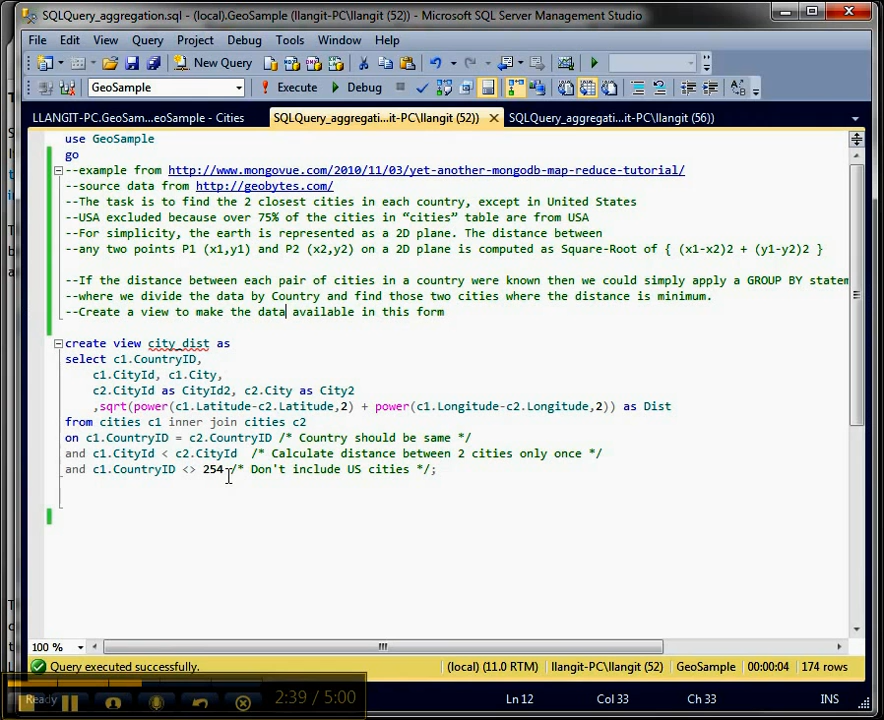 SQLQuery_aggregation.sql - (local).GeoSample (llangit-PC\llangit (52)) - Microsoft SQL Server Management Studio
File Edit View Query Project Debug Tools Window Help
New Query
GeoSample Execute Debug
LLANGIT-PC.GeoSam...eoSample - Cities SQLQuery_aggregati...it-PC\llangit (52)) SQLQuery_aggregati...it-PC\llangit (56))
use GeoSample
go
--example from http://www.mongovue.com/2010/11/03/yet-another-mongodb-map-reduce-tutorial/
--source data from http://geobytes.com/
--The task is to find the 2 closest cities in each country, except in United States
--USA excluded because over 75% of the cities in “cities” table are from USA
--For simplicity, the earth is represented as a 2D plane. The distance between
--any two points P1 (x1,y1) and P2 (x2,y2) on a 2D plane is computed as Square-Root of { (x1-x2)2 + (y1-y2)2 }
--If the distance between each pair of cities in a country were known then we could simply apply a GROUP BY statem
--where we divide the data by Country and find those two cities where the distance is minimum.
--Create a view to make the data available in this form
create view city_dist as
select c1.CountryID,
c1.CityId, c1.City,
c2.CityId as CityId2, c2.City as City2
,sqrt(power(c1.Latitude-c2.Latitude,2) + power(c1.Longitude-c2.Longitude,2)) as Dist
from cities c1 inner join cities c2
on c1.CountryID = c2.CountryID /* Country should be same */
and c1.CityId < c2.CityId /* Calculate distance between 2 cities only once */
and c1.CountryID <> 254 /* Don't include US cities */;
100 %
Query executed successfully. (local) (11.0 RTM) llangit-PC\llangit (52) GeoSample 00:00:04 174 rows
Ready 2:39 / 5:00 Ln 12 Col 33 Ch 33 INS